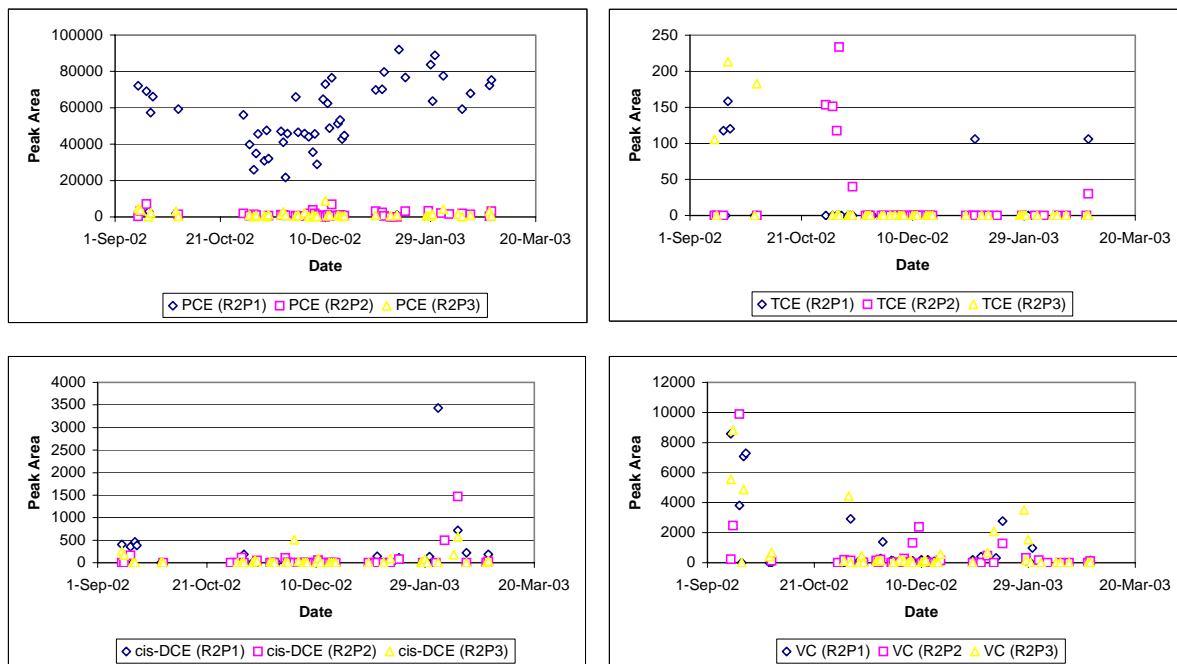 100000
80000
60000
40000
20000
0
Peak Area
1-Sep-02 21-Oct-02 10-Dec-02 29-Jan-03 20-Mar-03
Date
PCE (R2P1) PCE (R2P2) PCE (R2P3)
250
200
150
100
50
0
Peak Area
1-Sep-02 21-Oct-02 10-Dec-02 29-Jan-03 20-Mar-03
Date
TCE (R2P1) TCE (R2P2) TCE (R2P3)
4000
3500
3000
2500
2000
1500
1000
500
0
Peak Area
1-Sep-02 21-Oct-02 10-Dec-02 29-Jan-03 20-Mar-03
Date
cis-DCE (R2P1) cis-DCE (R2P2) cis-DCE (R2P3)
12000
10000
8000
6000
4000
2000
0
Peak Area
1-Sep-02 21-Oct-02 10-Dec-02 29-Jan-03 20-Mar-03
Date
VC (R2P1) VC (R2P2 VC (R2P3)